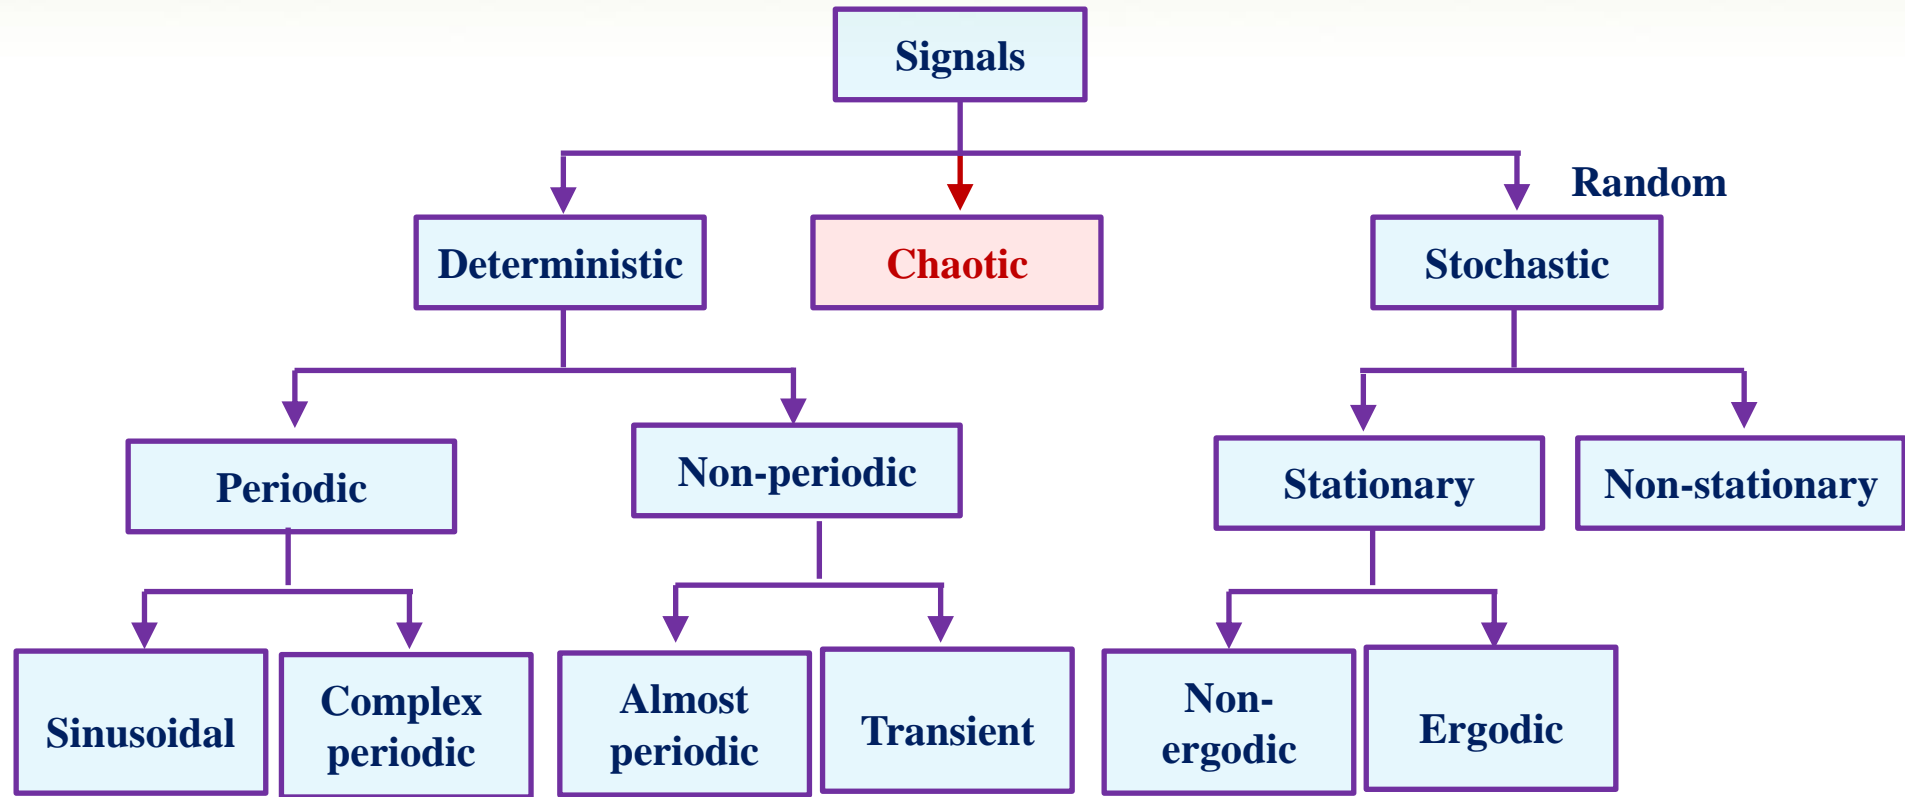 Signals
Random
Deterministic
Chaotic
Stochastic
Periodic
Non-periodic
Stationary
Non-stationary
Sinusoidal
Complex
periodic
Almost
periodic
Transient
Non-
ergodic
Ergodic